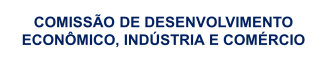 COMISSÃO DE DESENVOLVIMENTO
ECONÔMICO, INDÚSTRIA E COMÉRCIO